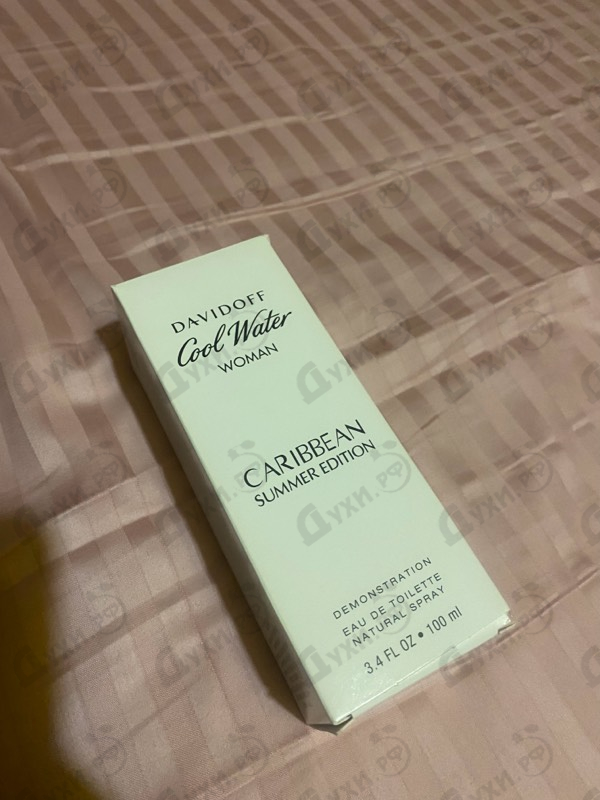 DAVIDOFF
Cool Water
WOMAN
CARIBBEAN
SUMMER EDITION
DEMONSTRATION
EAU DE TOILETTE
NATURAL SPRAY
3.4 FL OZ • 100 ml
Духи.рф